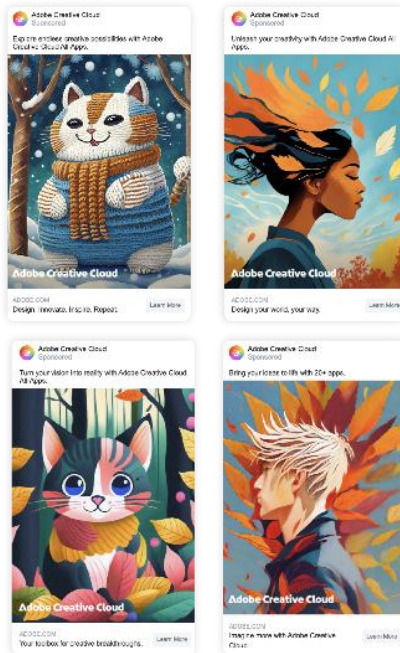 Adobe Creative Cloud
Sponsored
Explore endless creative possibilities with Adobe
Creative Cloud All Apps.
Adobe Creative Cloud
ADOBE.COM
Design. Innovate. Inspire. Repeat.
Learn More
Adobe Creative Cloud
Sponsored
Unleash your creativity with Adobe Creative Cloud All
Apps.
Adobe Creative Cloud
ADOBE.COM
Design your world, your way.
Learn More
Adobe Creative Cloud
Sponsored
Turn your vision into reality with Adobe Creative Cloud
All Apps.
Adobe Creative Cloud
ADOBE.COM
Your toolbox for creative breakthroughs.
Learn More
Adobe Creative Cloud
Sponsored
Bring your ideas to life with 20+ apps.
Adobe Creative Cloud
ADOBE.COM
Imagine more with Adobe Creative
Cloud.
Learn More